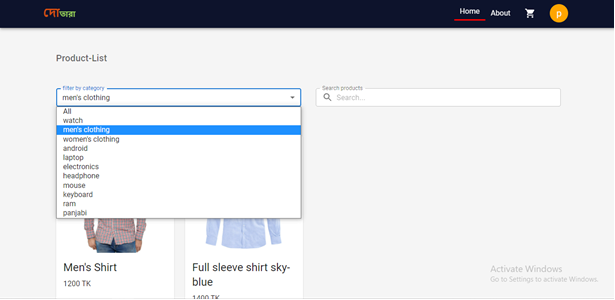 দোতারা
Home
About
p
Product-List
Filter by category
men's clothing
Search products
Search...
All
watch
men's clothing
women's clothing
android
laptop
electronics
headphone
mouse
keyboard
ram
panjabi
Men's Shirt
1200 TK
Full sleeve shirt sky-
blue
1400 TK
Activate Windows
Go to Settings to activate Windows.